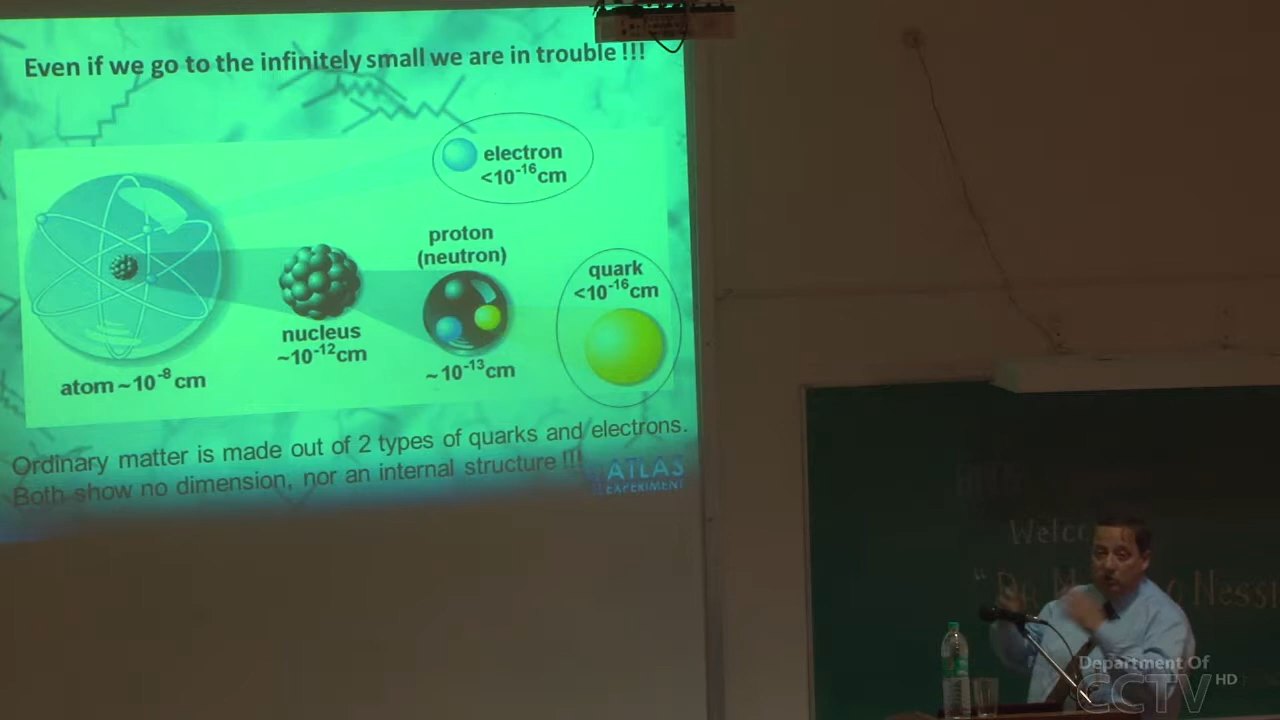 Even if we go to the infinitely small we are in trouble !!!
electron
<10⁻¹⁶cm
proton
(neutron)
quark
<10⁻¹⁶cm
nucleus
~10⁻¹²cm
~10⁻¹³cm
atom ~10⁻⁸ cm
Ordinary matter is made out of 2 types of quarks and electrons.
Both show no dimension, nor an internal structure !!!
ATLAS
EXPERIMENT
Department Of
CCTV HD